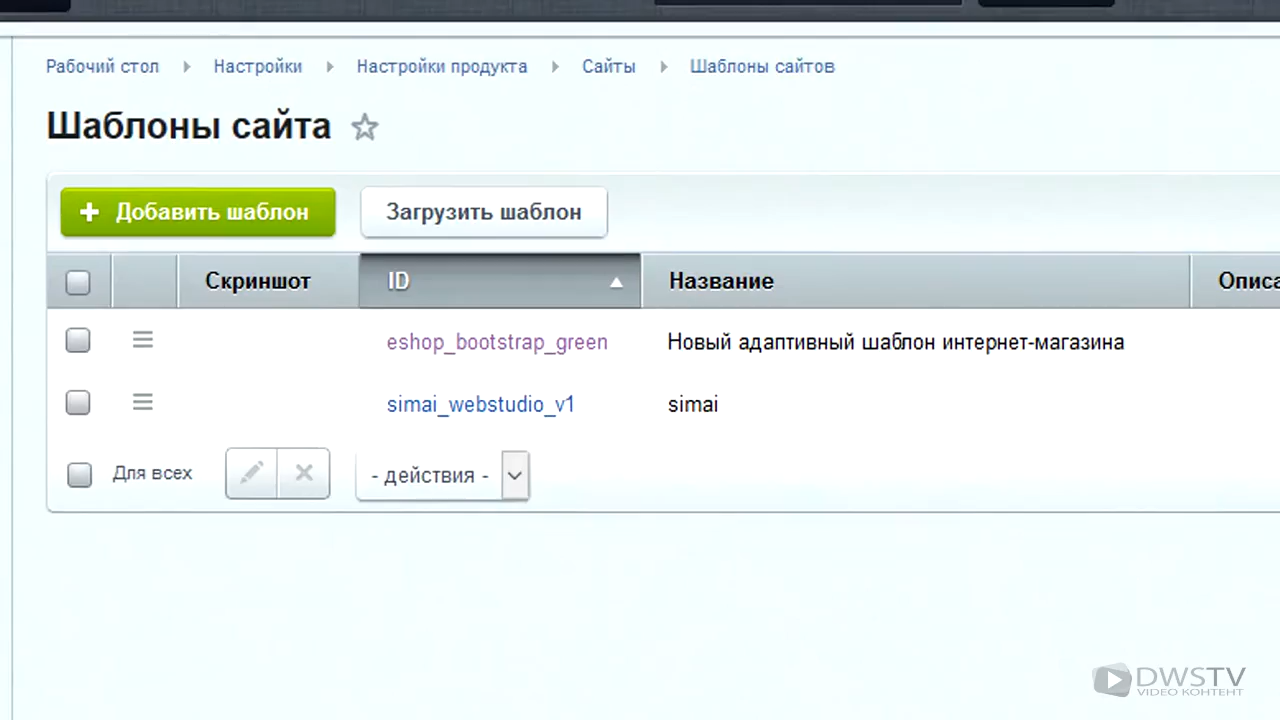 Рабочий стол Настройки Настройки продукта Сайты Шаблоны сайтов
Шаблоны сайта
Добавить шаблон Загрузить шаблон
Скриншот ID Название Описа
eshop_bootstrap_green Новый адаптивный шаблон интернет-магазина
simai_webstudio_v1 simai
Для всех - действия -
DWSTV
VIDEO КОНТЕНТ